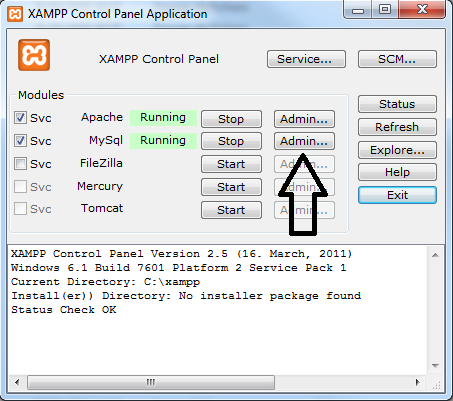 XAMPP Control Panel Application
XAMPP Control Panel Service... SCM...
Modules
Svc Apache Running Stop Admin...
Svc MySql Running Stop Admin...
Svc FileZilla Start Admin...
Svc Mercury Start Admin...
Svc Tomcat Start Admin...
Status
Refresh
Explore...
Help
Exit
XAMPP Control Panel Version 2.5 (16. March, 2011)
Windows 6.1 Build 7601 Platform 2 Service Pack 1
Current Directory: C:\xampp
Install(er)) Directory: No installer package found
Status Check OK